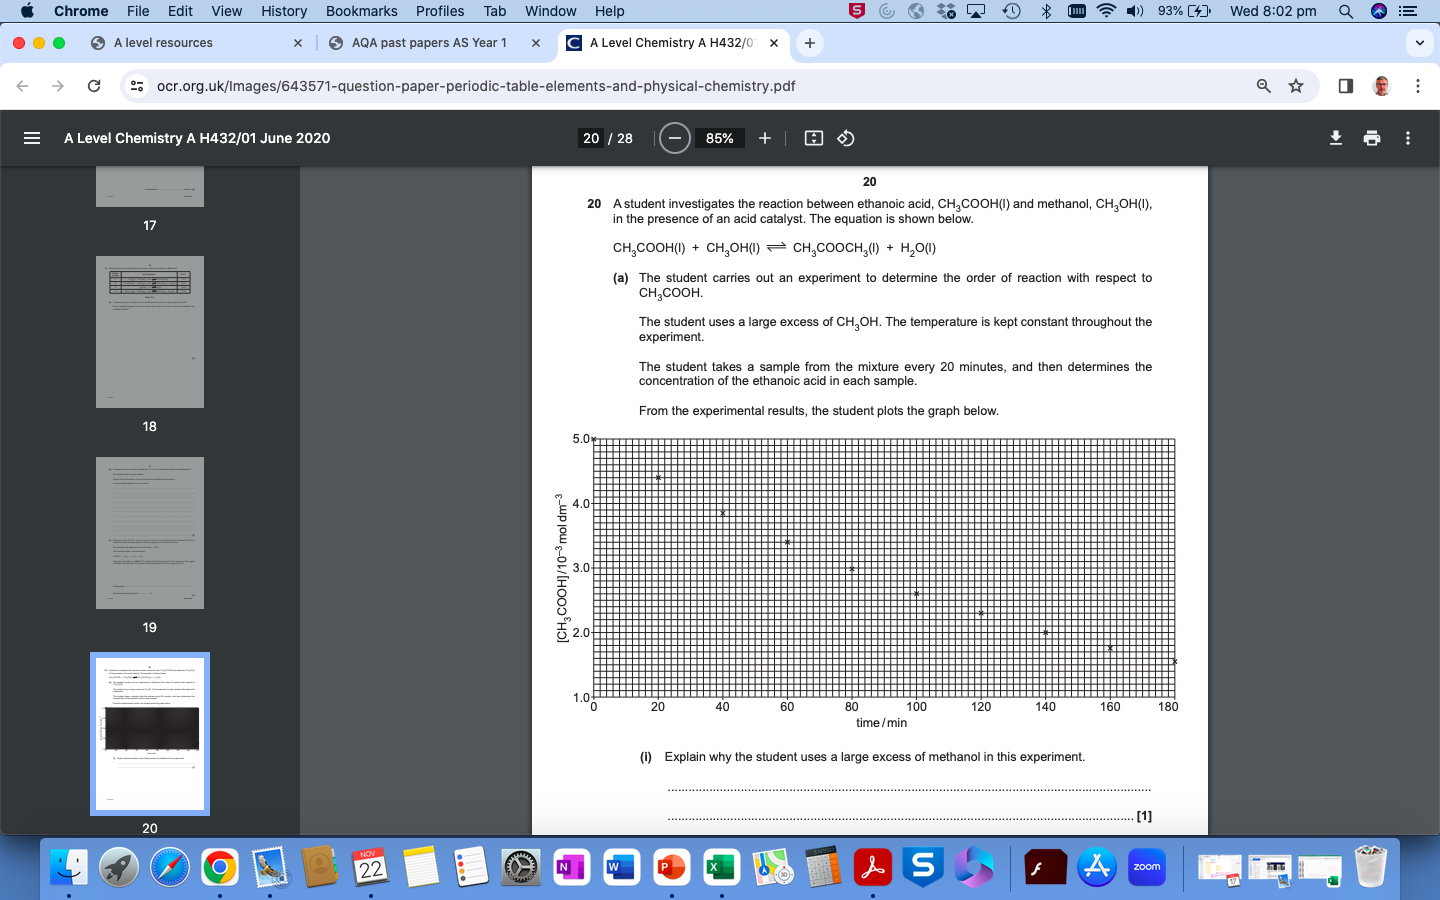 Chrome File Edit View History Bookmarks Profiles Tab Window Help 93% Wed 8:02 pm
A level resources AQA past papers AS Year 1 A Level Chemistry A H432/0
ocr.org.uk/Images/643571-question-paper-periodic-table-elements-and-physical-chemistry.pdf
A Level Chemistry A H432/01 June 2020 20 / 28 85%
17
18
19
20
20
20 A student investigates the reaction between ethanoic acid, CH₃COOH(l) and methanol, CH₃OH(l),
in the presence of an acid catalyst. The equation is shown below.
CH₃COOH(l) + CH₃OH(l) ⇌ CH₃COOCH₃(l) + H₂O(l)
(a) The student carries out an experiment to determine the order of reaction with respect to
CH₃COOH.
The student uses a large excess of CH₃OH. The temperature is kept constant throughout the
experiment.
The student takes a sample from the mixture every 20 minutes, and then determines the
concentration of the ethanoic acid in each sample.
From the experimental results, the student plots the graph below.
5.0
4.0
3.0
2.0
1.0
[CH₃COOH]/10⁻³ mol dm⁻³
0 20 40 60 80 100 120 140 160 180
time/min
(i) Explain why the student uses a large excess of methanol in this experiment.
[1]
NOV
22
N W P X S f zoom
17